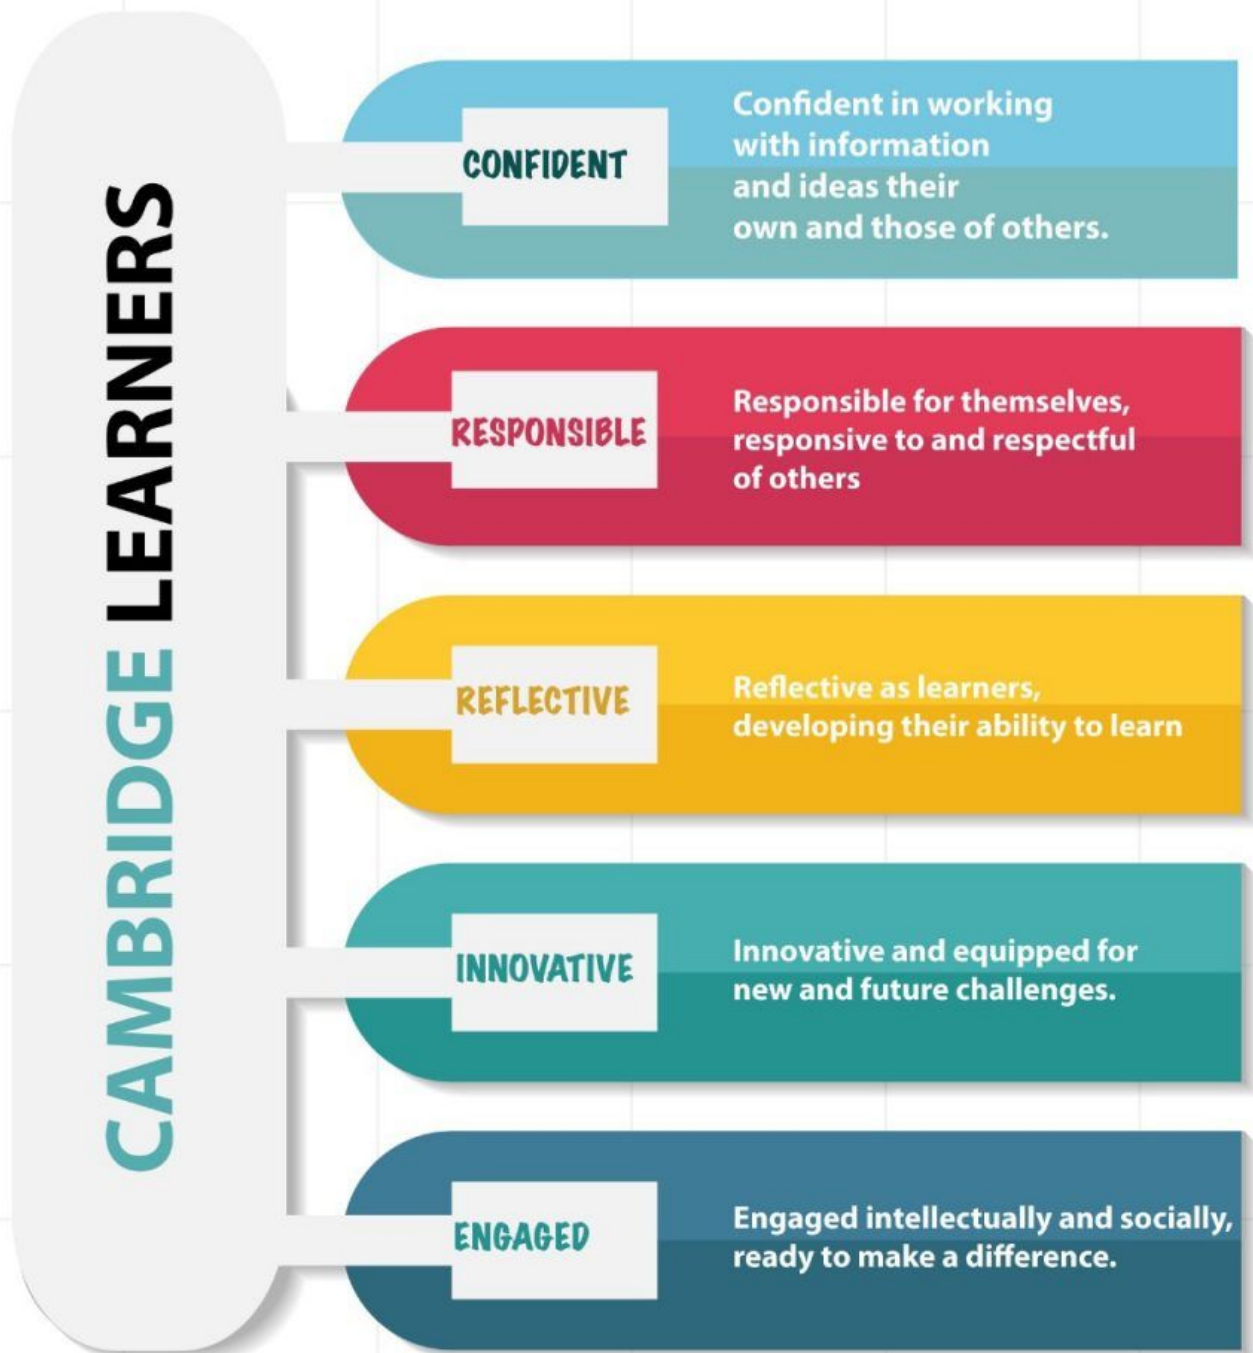 CAMBRIDGE LEARNERS
CONFIDENT
Confident in working
with information
and ideas their
own and those of others.
RESPONSIBLE
Responsible for themselves,
responsive to and respectful
of others
REFLECTIVE
Reflective as learners,
developing their ability to learn
INNOVATIVE
Innovative and equipped for
new and future challenges.
ENGAGED
Engaged intellectually and socially,
ready to make a difference.